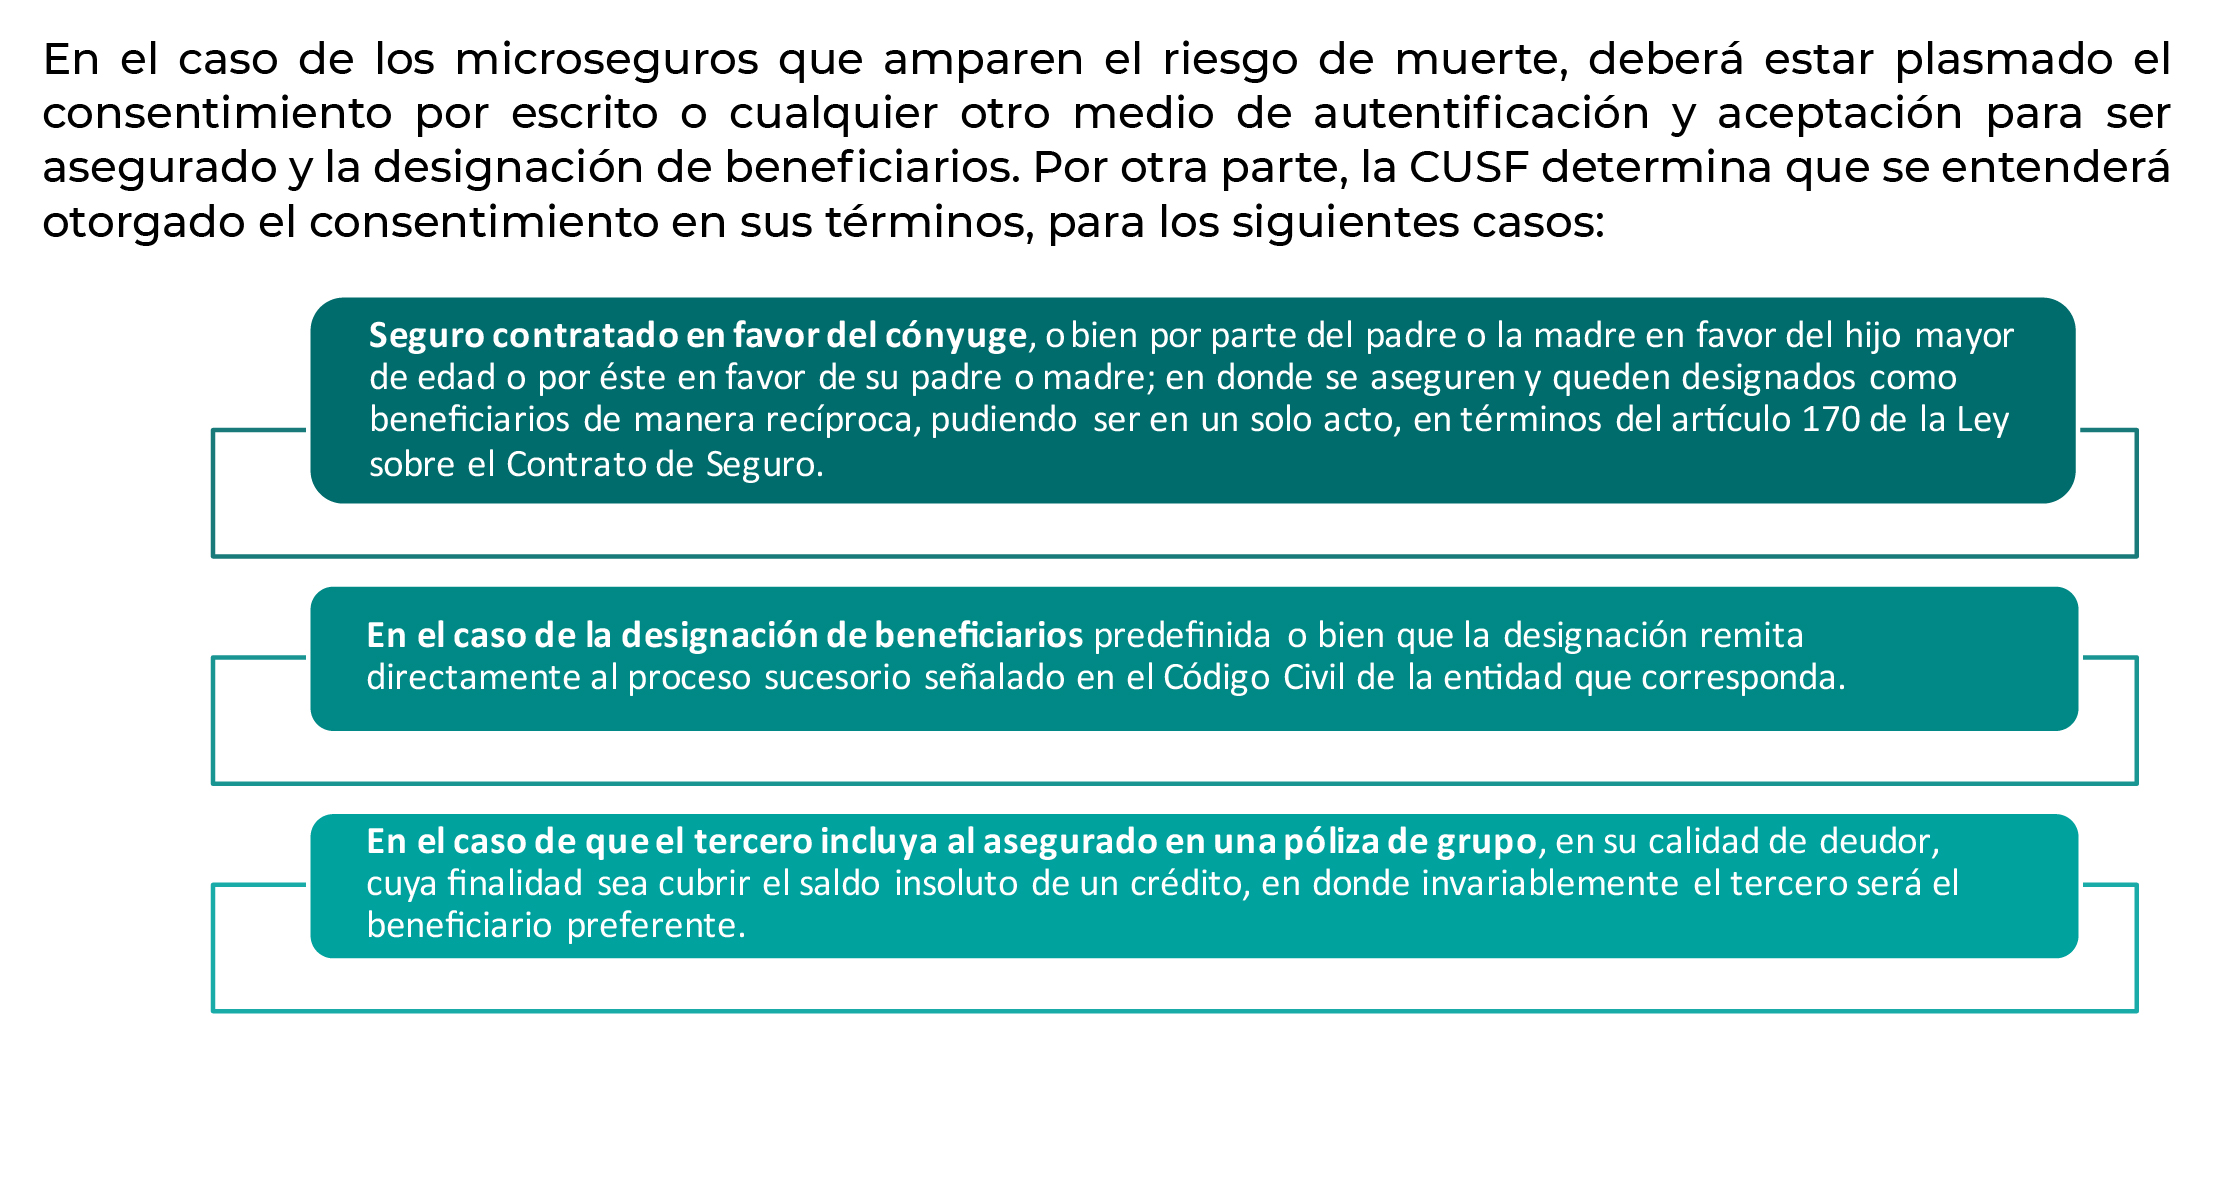 En el caso de los microseguros que amparen el riesgo de muerte, deberá estar plasmado el
consentimiento por escrito o cualquier otro medio de autentificación y aceptación para ser
asegurado y la designación de beneficiarios. Por otra parte, la CUSF determina que se entenderá
otorgado el consentimiento en sus términos, para los siguientes casos:
Seguro contratado en favor del cónyuge, o bien por parte del padre o la madre en favor del hijo mayor
de edad o por éste en favor de su padre o madre; en donde se aseguren y queden designados como
beneficiarios de manera recíproca, pudiendo ser en un solo acto, en términos del artículo 170 de la Ley
sobre el Contrato de Seguro.
En el caso de la designación de beneficiarios predefinida o bien que la designación remita
directamente al proceso sucesorio señalado en el Código Civil de la entidad que corresponda.
En el caso de que el tercero incluya al asegurado en una póliza de grupo, en su calidad de deudor,
cuya finalidad sea cubrir el saldo insoluto de un crédito, en donde invariablemente el tercero será el
beneficiario preferente.